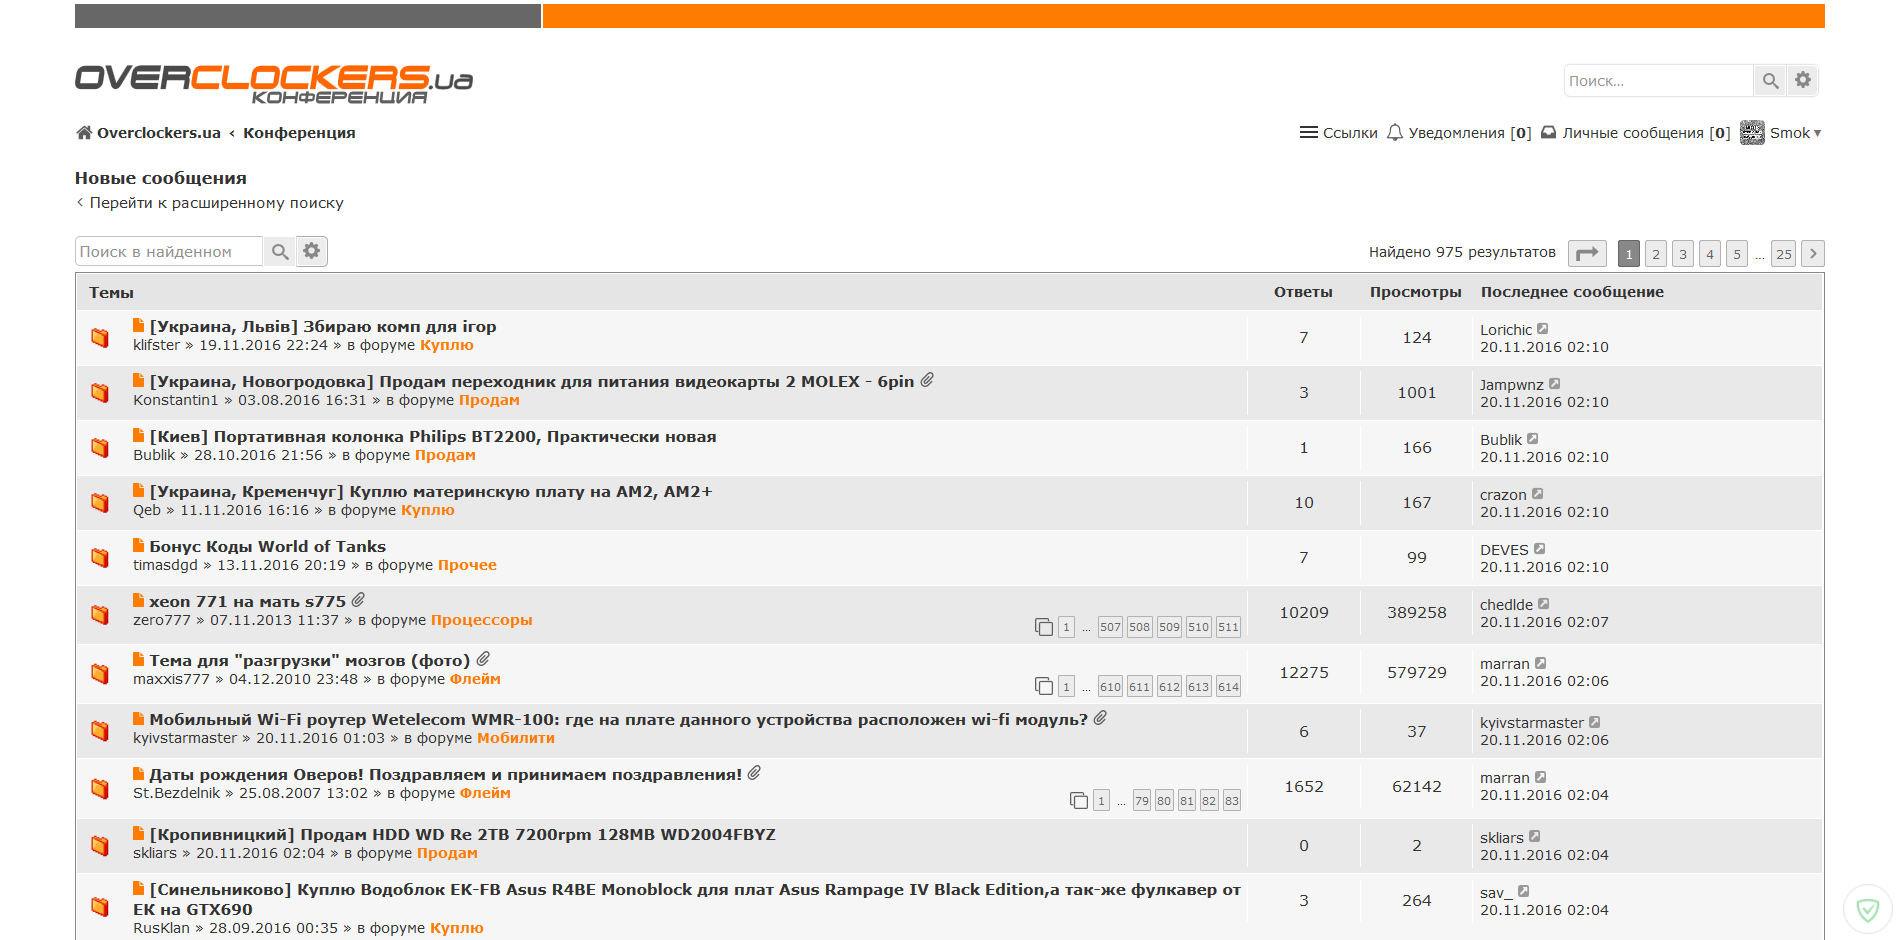 OVERCLOCKERS.ua
КОНФЕРЕНЦИЯ
Поиск...
Overclockers.ua ‹ Конференция
Ссылки Уведомления [0] Личные сообщения [0] Smok
Новые сообщения
Перейти к расширенному поиску
Поиск в найденном
Найдено 975 результатов 1 2 3 4 5 ... 25
Темы Ответы Просмотры Последнее сообщение
[Украина, Львів] Збираю комп для ігор
klifster » 19.11.2016 22:24 » в форуме Куплю
7 124
Lorichic
20.11.2016 02:10
[Украина, Новогродовка] Продам переходник для питания видеокарты 2 MOLEX - 6pin
Konstantin1 » 03.08.2016 16:31 » в форуме Продам
3 1001
Jampwnz
20.11.2016 02:10
[Киев] Портативная колонка Philips BT2200, Практически новая
Bublik » 28.10.2016 21:56 » в форуме Продам
1 166
Bublik
20.11.2016 02:10
[Украина, Кременчуг] Куплю материнскую плату на AM2, AM2+
Qeb » 11.11.2016 16:16 » в форуме Куплю
10 167
crazon
20.11.2016 02:10
Бонус Коды World of Tanks
timasdgd » 13.11.2016 20:19 » в форуме Прочее
7 99
DEVES
20.11.2016 02:10
xeon 771 на мать s775
zero777 » 07.11.2013 11:37 » в форуме Процессоры
1 ... 507 508 509 510 511
10209 389258
chedlde
20.11.2016 02:07
Тема для "разгрузки" мозгов (фото)
maxxis777 » 04.12.2010 23:48 » в форуме Флейм
1 ... 610 611 612 613 614
12275 579729
marran
20.11.2016 02:06
Мобильный Wi-Fi роутер Wetelecom WMR-100: где на плате данного устройства расположен wi-fi модуль?
kyivstarmaster » 20.11.2016 01:03 » в форуме Мобилити
6 37
kyivstarmaster
20.11.2016 02:06
Даты рождения Оверов! Поздравляем и принимаем поздравления!
St.Bezdelnik » 25.08.2007 13:02 » в форуме Флейм
1 ... 79 80 81 82 83
1652 62142
marran
20.11.2016 02:04
[Кропивницкий] Продам HDD WD Re 2TB 7200rpm 128MB WD2004FBYZ
skliars » 20.11.2016 02:04 » в форуме Продам
0 2
skliars
20.11.2016 02:04
[Синельниково] Куплю Водоблок EK-FB Asus R4BE Monoblock для плат Asus Rampage IV Black Edition,а так-же фулкавер от
ЕК на GTX690
RusKlan » 28.09.2016 00:35 » в форуме Куплю
3 264
sav_
20.11.2016 02:04